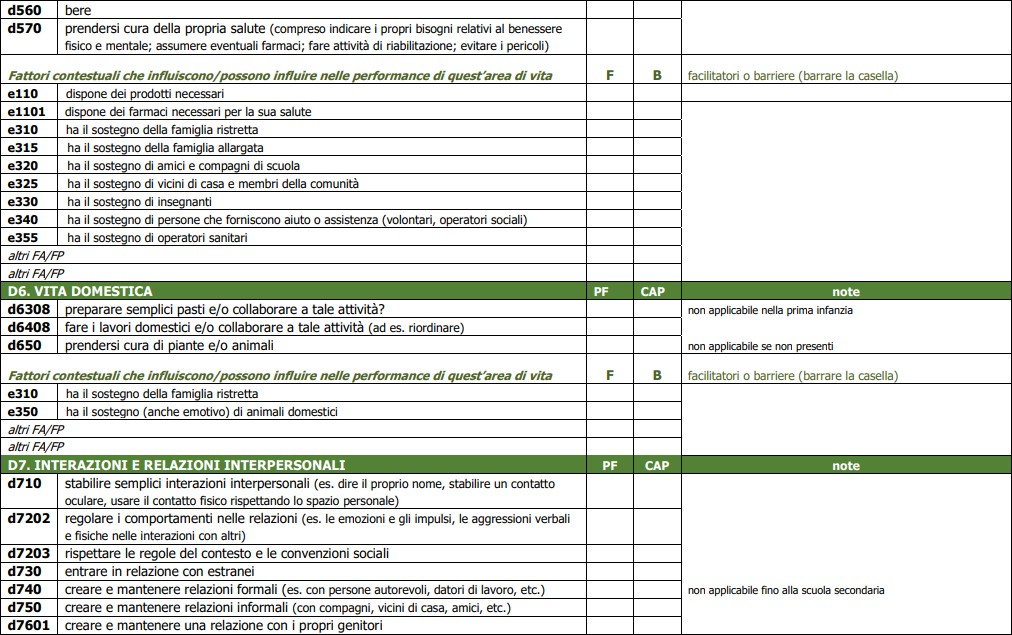 d560 bere
d570 prendersi cura della propria salute (compreso indicare i propri bisogni relativi al benessere
fisico e mentale; assumere eventuali farmaci; fare attività di riabilitazione; evitare i pericoli)
Fattori contestuali che influiscono/possono influire nelle performance di quest'area di vita F B facilitatori o barriere (barrare la casella)
e110 dispone dei prodotti necessari
e1101 dispone dei farmaci necessari per la sua salute
e310 ha il sostegno della famiglia ristretta
e315 ha il sostegno della famiglia allargata
e320 ha il sostegno di amici e compagni di scuola
e325 ha il sostegno di vicini di casa e membri della comunità
e330 ha il sostegno di insegnanti
e340 ha il sostegno di persone che forniscono aiuto o assistenza (volontari, operatori sociali)
e355 ha il sostegno di operatori sanitari
altri FA/FP
altri FA/FP
D6. VITA DOMESTICA PF CAP note
d6308 preparare semplici pasti e/o collaborare a tale attività? non applicabile nella prima infanzia
d6408 fare i lavori domestici e/o collaborare a tale attività (ad es. riordinare)
d650 prendersi cura di piante e/o animali non applicabile se non presenti
Fattori contestuali che influiscono/possono influire nelle performance di quest'area di vita F B facilitatori o barriere (barrare la casella)
e310 ha il sostegno della famiglia ristretta
e350 ha il sostegno (anche emotivo) di animali domestici
altri FA/FP
altri FA/FP
D7. INTERAZIONI E RELAZIONI INTERPERSONALI PF CAP note
d710 stabilire semplici interazioni interpersonali (es. dire il proprio nome, stabilire un contatto
oculare, usare il contatto fisico rispettando lo spazio personale)
d7202 regolare i comportamenti nelle relazioni (es. le emozioni e gli impulsi, le aggressioni verbali
e fisiche nelle interazioni con altri)
d7203 rispettare le regole del contesto e le convenzioni sociali
d730 entrare in relazione con estranei
d740 creare e mantenere relazioni formali (es. con persone autorevoli, datori di lavoro, etc.) non applicabile fino alla scuola secondaria
d750 creare e mantenere relazioni informali (con compagni, vicini di casa, amici, etc.)
d7601 creare e mantenere una relazione con i propri genitori